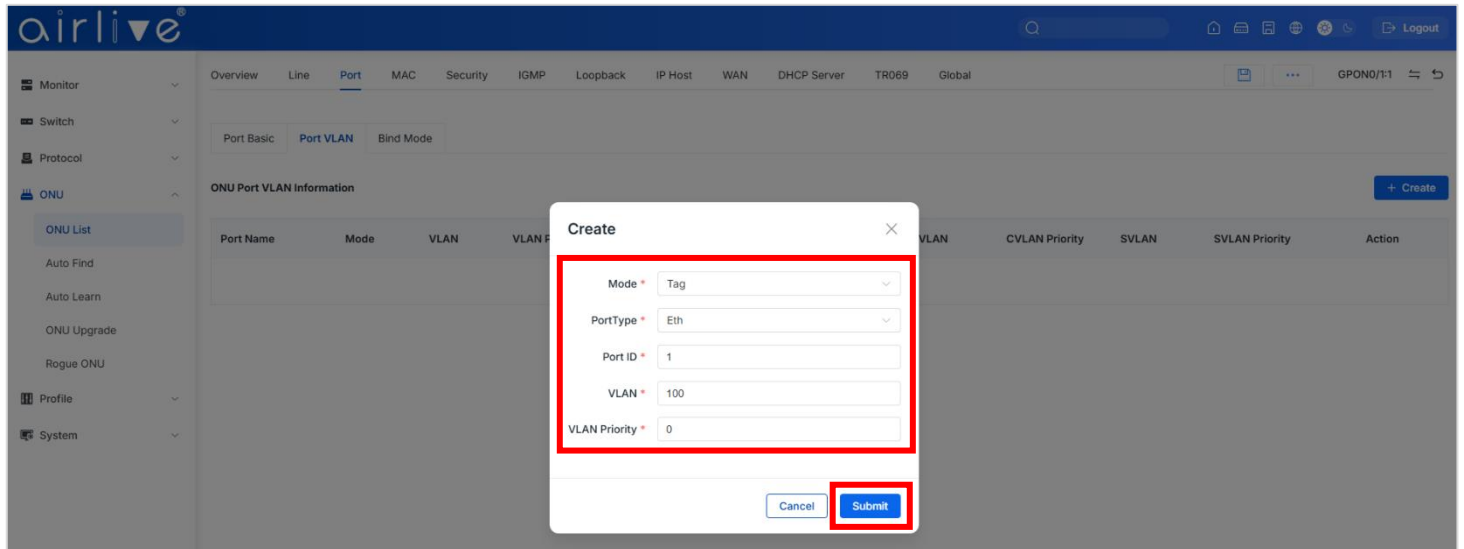 airlive®
Logout
Monitor
Switch
Protocol
ONU
ONU List
Auto Find
Auto Learn
ONU Upgrade
Rogue ONU
Profile
System
Overview Line Port MAC Security IGMP Loopback IP Host WAN DHCP Server TR069 Global
... GPON0/1:1
Port Basic Port VLAN Bind Mode
ONU Port VLAN Information
+ Create
Port Name Mode VLAN VLAN P VLAN CVLAN Priority SVLAN SVLAN Priority Action
Create
Mode * Tag
PortType * Eth
Port ID * 1
VLAN * 100
VLAN Priority * 0
Cancel Submit